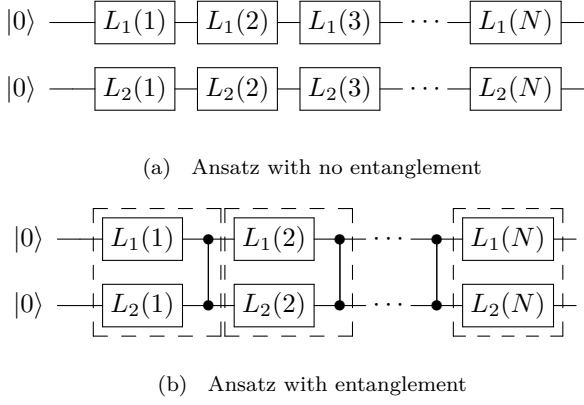 |0⟩ L₁(1) L₁(2) L₁(3) ··· L₁(N)
|0⟩ L₂(1) L₂(2) L₂(3) ··· L₂(N)
(a) Ansatz with no entanglement
|0⟩ L₁(1) L₁(2) ··· L₁(N)
|0⟩ L₂(1) L₂(2) ··· L₂(N)
(b) Ansatz with entanglement